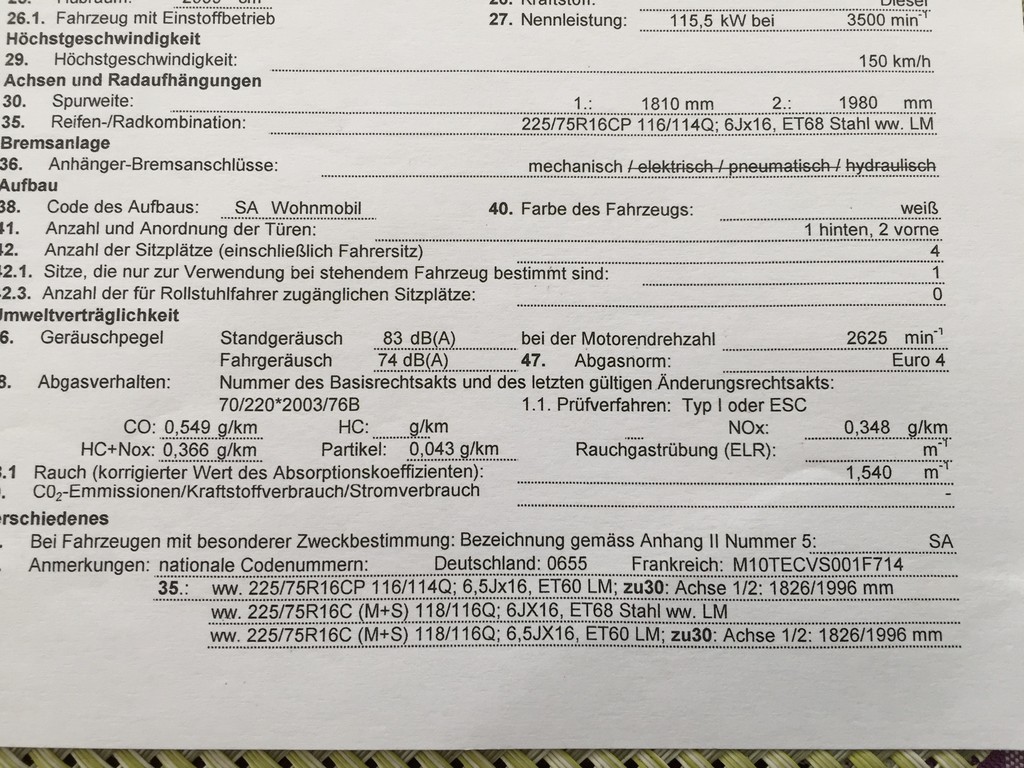 26.1. Fahrzeug mit Einstoffbetrieb 27. Nennleistung: 115,5 kW bei 3500 min⁻¹
Höchstgeschwindigkeit
29. Höchstgeschwindigkeit: 150 km/h
Achsen und Radaufhängungen
30. Spurweite: 1.: 1810 mm 2.: 1980 mm
35. Reifen-/Radkombination: 225/75R16CP 116/114Q; 6Jx16, ET68 Stahl ww. LM
Bremsanlage
36. Anhänger-Bremsanschlüsse: mechanisch / elektrisch / pneumatisch / hydraulisch
Aufbau
38. Code des Aufbaus: SA Wohnmobil 40. Farbe des Fahrzeugs: weiß
41. Anzahl und Anordnung der Türen: 1 hinten, 2 vorne
42. Anzahl der Sitzplätze (einschließlich Fahrersitz) 4
42.1. Sitze, die nur zur Verwendung bei stehendem Fahrzeug bestimmt sind: 1
42.3. Anzahl der für Rollstuhlfahrer zugänglichen Sitzplätze: 0
Umweltverträglichkeit
6. Geräuschpegel Standgeräusch 83 dB(A) bei der Motorendrehzahl 2625 min⁻¹
Fahrgeräusch 74 dB(A) 47. Abgasnorm: Euro 4
8. Abgasverhalten: Nummer des Basisrechtsakts und des letzten gültigen Änderungsrechtsakts:
70/220*2003/76B 1.1. Prüfverfahren: Typ I oder ESC
CO: 0,549 g/km HC: g/km NOx: 0,348 g/km
HC+Nox: 0,366 g/km Partikel: 0,043 g/km Rauchgastrübung (ELR): m⁻¹
8.1 Rauch (korrigierter Wert des Absorptionskoeffizienten): 1,540 m⁻¹
. C0₂-Emmissionen/Kraftstoffverbrauch/Stromverbrauch -
erschiedenes
. Bei Fahrzeugen mit besonderer Zweckbestimmung: Bezeichnung gemäss Anhang II Nummer 5: SA
. Anmerkungen: nationale Codenummern: Deutschland: 0655 Frankreich: M10TECVS001F714
35.: ww. 225/75R16CP 116/114Q; 6,5Jx16, ET60 LM; zu30: Achse 1/2: 1826/1996 mm
ww. 225/75R16C (M+S) 118/116Q; 6JX16, ET68 Stahl ww. LM
ww. 225/75R16C (M+S) 118/116Q; 6,5JX16, ET60 LM; zu30: Achse 1/2: 1826/1996 mm